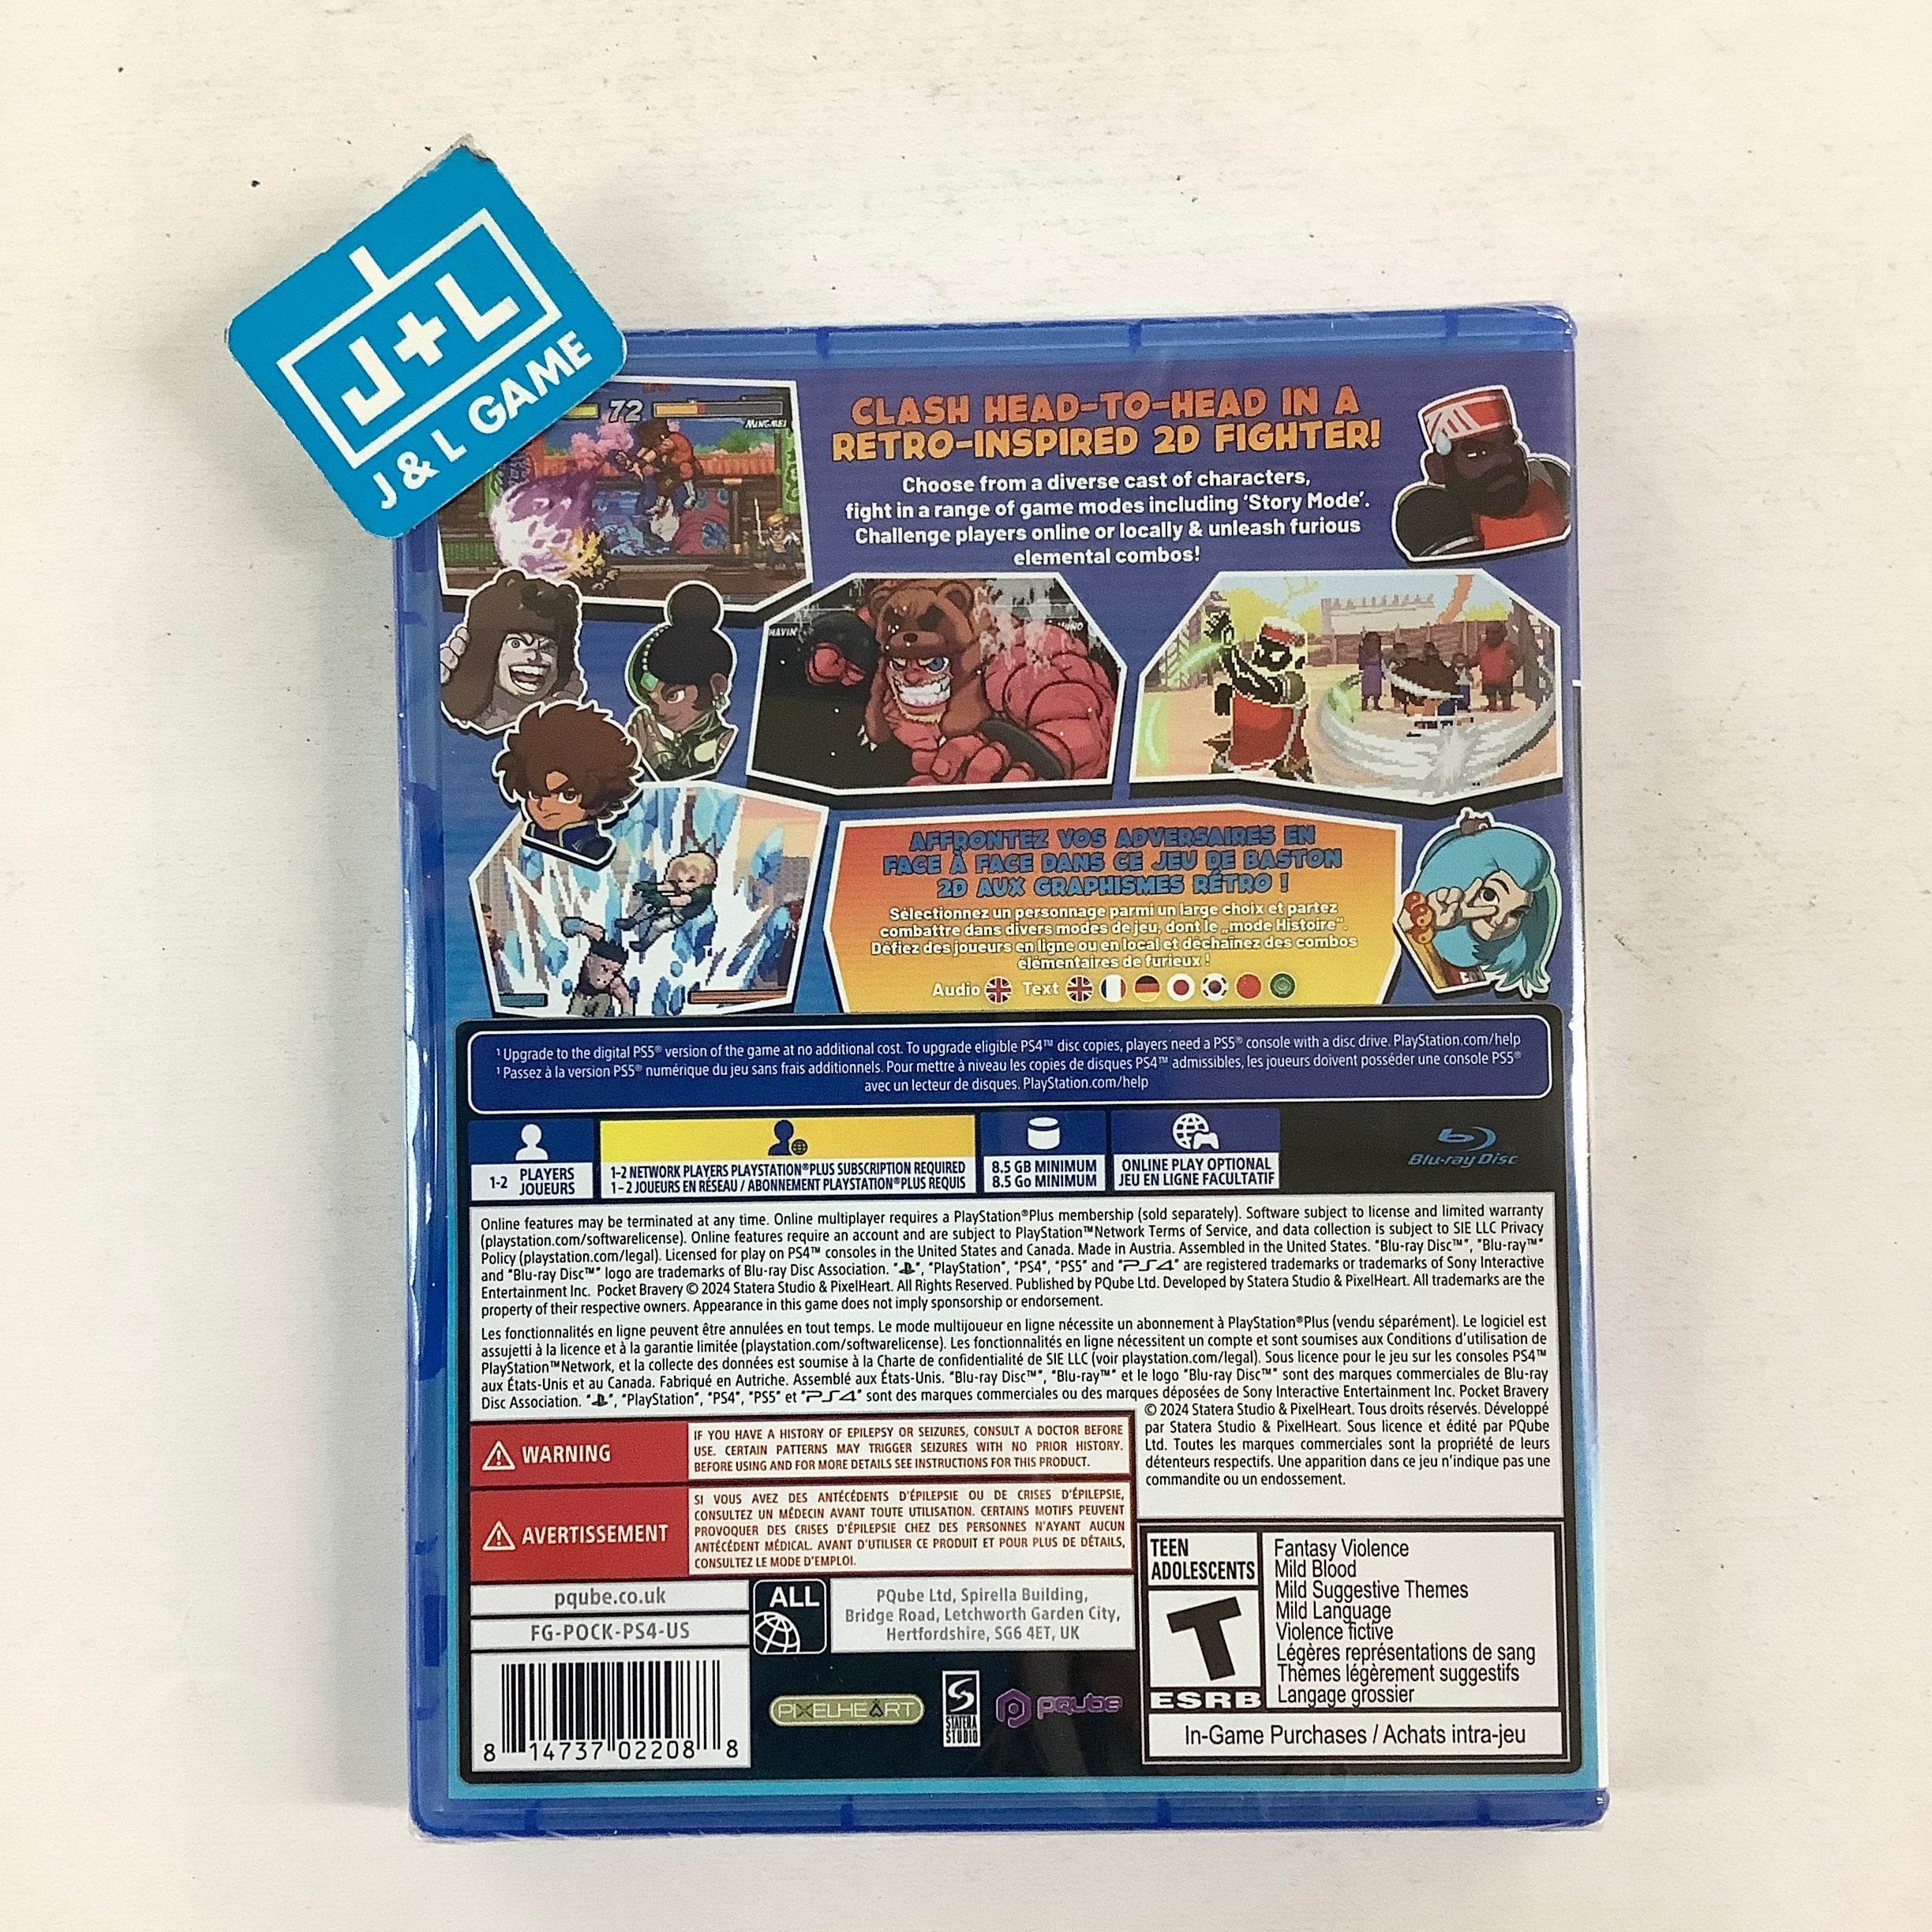 J+L
J & L GAME
72
MINGMEI
CLASH HEAD-TO-HEAD IN A
RETRO-INSPIRED 2D FIGHTER!
Choose from a diverse cast of characters,
fight in a range of game modes including ‘Story Mode’.
Challenge players online or locally & unleash furious
elemental combos!
HAVIN
AFFRONTEZ VOS ADVERSAIRES EN
FACE À FACE DANS CE JEU DE BASTON
2D AUX GRAPHISMES RÉTRO !
Sélectionnez un personnage parmi un large choix et partez
combattre dans divers modes de jeu, dont le „mode Histoire“.
Défiez des joueurs en ligne ou en local et déchaînez des combos
élémentaires de furieux !
Audio Text
¹ Upgrade to the digital PS5® version of the game at no additional cost. To upgrade eligible PS4™ disc copies, players need a PS5® console with a disc drive. PlayStation.com/help
¹ Passez à la version PS5® numérique du jeu sans frais additionnels. Pour mettre à niveau les copies de disques PS4™ admissibles, les joueurs doivent posséder une console PS5®
avec un lecteur de disques. PlayStation.com/help
1-2 PLAYERS
JOUEURS
1-2 NETWORK PLAYERS PLAYSTATION®PLUS SUBSCRIPTION REQUIRED
1-2 JOUEURS EN RÉSEAU / ABONNEMENT PLAYSTATION®PLUS REQUIS
8.5 GB MINIMUM
8.5 Go MINIMUM
ONLINE PLAY OPTIONAL
JEU EN LIGNE FACULTATIF
Blu-ray Disc
Online features may be terminated at any time. Online multiplayer requires a PlayStation®Plus membership (sold separately). Software subject to license and limited warranty
(playstation.com/softwarelicense). Online features require an account and are subject to PlayStation™Network Terms of Service, and data collection is subject to SIE LLC Privacy
Policy (playstation.com/legal). Licensed for play on PS4™ consoles in the United States and Canada. Made in Austria. Assembled in the United States. "Blu-ray Disc™", "Blu-ray™"
and "Blu-ray Disc™" logo are trademarks of Blu-ray Disc Association. "", "PlayStation", "PS4", "PS5" and "PS4" are registered trademarks or trademarks of Sony Interactive
Entertainment Inc. Pocket Bravery © 2024 Statera Studio & PixelHeart. All Rights Reserved. Published by PQube Ltd. Developed by Statera Studio & PixelHeart. All trademarks are the
property of their respective owners. Appearance in this game does not imply sponsorship or endorsement.
Les fonctionnalités en ligne peuvent être annulées en tout temps. Le mode multijoueur en ligne nécessite un abonnement à PlayStation®Plus (vendu séparément). Le logiciel est
assujetti à la licence et à la garantie limitée (playstation.com/softwarelicense). Les fonctionnalités en ligne nécessitent un compte et sont soumises aux Conditions d’utilisation de
PlayStation™Network, et la collecte des données est soumise à la Charte de confidentialité de SIE LLC (voir playstation.com/legal). Sous licence pour le jeu sur les consoles PS4™
aux États-Unis et au Canada. Fabriqué en Autriche. Assemblé aux États-Unis. "Blu-ray Disc™", "Blu-ray™" et le logo "Blu-ray Disc™" sont des marques commerciales de Blu-ray
Disc Association. "", "PlayStation", "PS4", "PS5" et "PS4" sont des marques commerciales ou des marques déposées de Sony Interactive Entertainment Inc. Pocket Bravery
© 2024 Statera Studio & PixelHeart. Tous droits réservés. Développé
par Statera Studio & PixelHeart. Sous licence et édité par PQube
Ltd. Toutes les marques commerciales sont la propriété de leurs
détenteurs respectifs. Une apparition dans ce jeu n’indique pas une
commandite ou un endossement.
WARNING
IF YOU HAVE A HISTORY OF EPILEPSY OR SEIZURES, CONSULT A DOCTOR BEFORE
USE. CERTAIN PATTERNS MAY TRIGGER SEIZURES WITH NO PRIOR HISTORY.
BEFORE USING AND FOR MORE DETAILS SEE INSTRUCTIONS FOR THIS PRODUCT.
AVERTISSEMENT
SI VOUS AVEZ DES ANTÉCÉDENTS D’ÉPILEPSIE OU DE CRISES D’ÉPILEPSIE,
CONSULTEZ UN MÉDECIN AVANT TOUTE UTILISATION. CERTAINS MOTIFS PEUVENT
PROVOQUER DES CRISES D’ÉPILEPSIE CHEZ DES PERSONNES N’AYANT AUCUN
ANTÉCÉDENT MÉDICAL. AVANT D’UTILISER CE PRODUIT ET POUR PLUS DE DÉTAILS,
CONSULTEZ LE MODE D’EMPLOI.
pqube.co.uk
FG-POCK-PS4-US
ALL
PQube Ltd, Spirella Building,
Bridge Road, Letchworth Garden City,
Hertfordshire, SG6 4ET, UK
8 14737 02208 8
PIXELHEART
STATERA
STUDIO
pqube
TEEN
ADOLESCENTS
T
ESRB
Fantasy Violence
Mild Blood
Mild Suggestive Themes
Mild Language
Violence fictive
Légères représentations de sang
Thèmes légèrement suggestifs
Langage grossier
In-Game Purchases / Achats intra-jeu